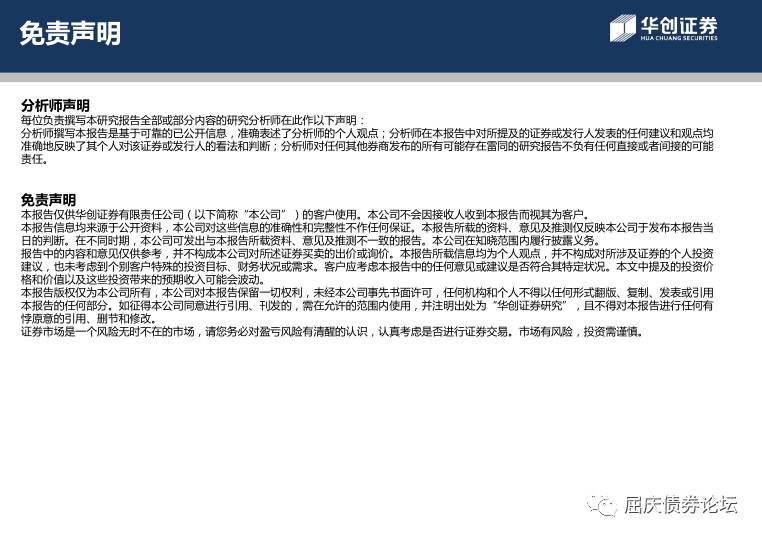 免责声明
华创证券
HUA CHUANG SECURITIES
分析师声明
每位负责撰写本研究报告全部或部分内容的研究分析师在此作以下声明：
分析师撰写本报告是基于可靠的已公开信息，准确表述了分析师的个人观点；分析师在本报告中对所提及的证券或发行人发表的任何建议和观点均
准确地反映了其个人对该证券或发行人的看法和判断；分析师对任何其他券商发布的所有可能存在雷同的研究报告不负有任何直接或者间接的可能
责任。
免责声明
本报告仅供华创证券有限责任公司（以下简称“本公司”）的客户使用。本公司不会因接收人收到本报告而视其为客户。
本报告信息均来源于公开资料，本公司对这些信息的准确性和完整性不作任何保证。本报告所载的资料、意见及推测仅反映本公司于发布本报告当
日的判断。在不同时期，本公司可发出与本报告所载资料、意见及推测不一致的报告。本公司在知晓范围内履行披露义务。
报告中的内容和意见仅供参考，并不构成本公司对所述证券买卖的出价或询价。本报告所载信息均为个人观点，并不构成对所涉及证券的个人投资
建议，也未考虑到个别客户特殊的投资目标、财务状况或需求。客户应考虑本报告中的任何意见或建议是否符合其特定状况。本文中提及的投资价
格和价值以及这些投资带来的预期收入可能会波动。
本报告版权仅为本公司所有，本公司对本报告保留一切权利，未经本公司事先书面许可，任何机构和个人不得以任何形式翻版、复制、发表或引用
本报告的任何部分。如征得本公司同意进行引用、刊发的，需在允许的范围内使用，并注明出处为“华创证券研究”，且不得对本报告进行任何有
悖原意的引用、删节和修改。
证券市场是一个风险无时不在的市场，请您务必对盈亏风险有清醒的认识，认真考虑是否进行证券交易。市场有风险，投资需谨慎。
屈庆债券论坛